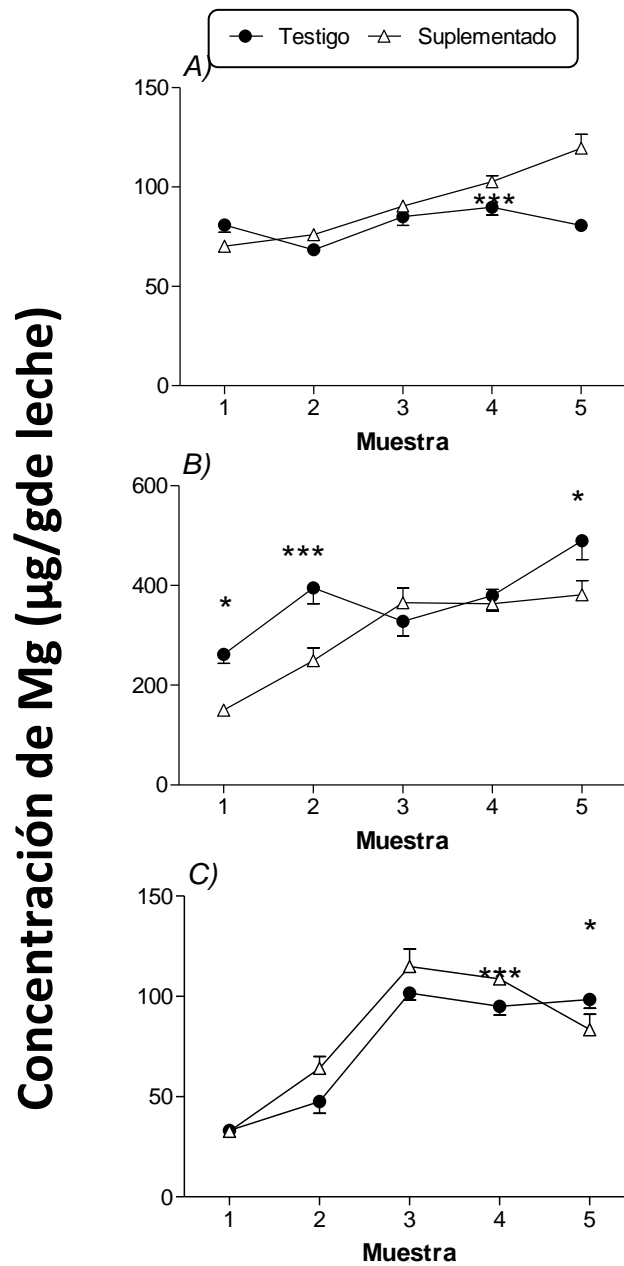 Testigo Suplementado
Concentración de Mg (µg/gde leche)
A)
150
100
50
0
***
1 2 3 4 5
Muestra
B)
600
400
200
0
* *** *
1 2 3 4 5
Muestra
C)
150
100
50
0
*** *
1 2 3 4 5
Muestra